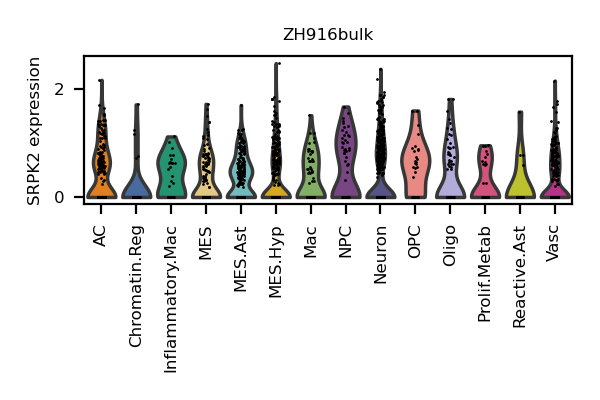 ZH916bulk
SRPK2 expression
2
0
AC
Chromatin.Reg
Inflammatory.Mac
MES
MES.Ast
MES.Hyp
Mac
NPC
Neuron
OPC
Oligo
Prolif.Metab
Reactive.Ast
Vasc